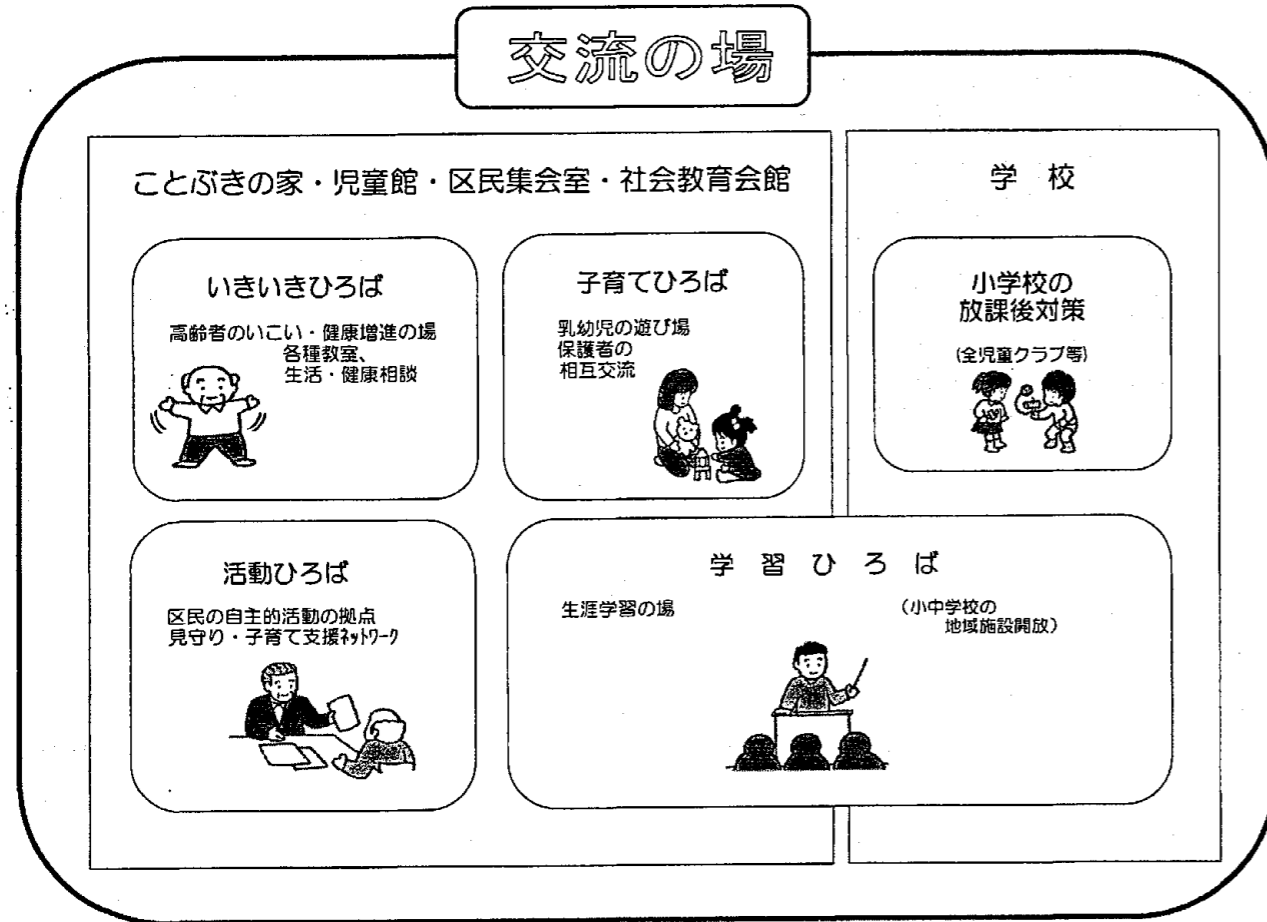 交流の場
ことぶきの家・児童館・区民集会室・社会教育会館
いきいきひろば
高齢者のいこい・健康増進の場
各種教室、
生活・健康相談
子育てひろば
乳幼児の遊び場
保護者の
相互交流
活動ひろば
区民の自主的活動の拠点
見守り・子育て支援ﾈｯﾄﾜｰｸ
学校
小学校の
放課後対策
(全児童クラブ等)
学習ひろば
生涯学習の場
（小中学校の
地域施設開放）